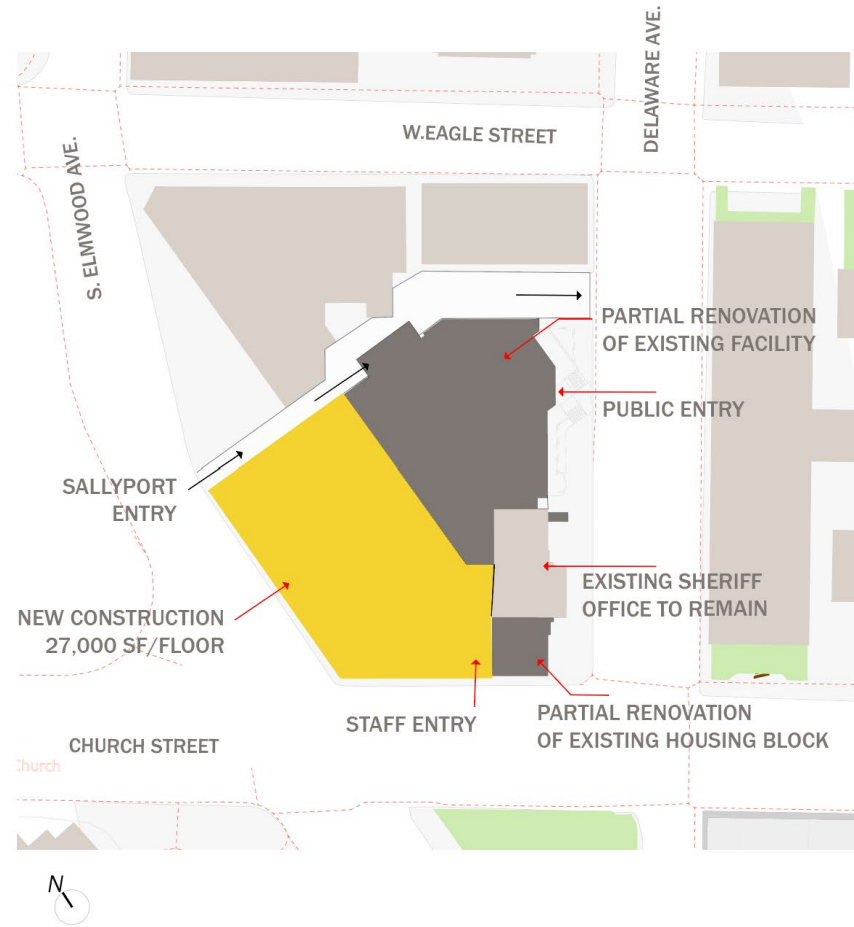 DELAWARE AVE.
W.EAGLE STREET
S. ELMWOOD AVE.
PARTIAL RENOVATION
OF EXISTING FACILITY
PUBLIC ENTRY
SALLYPORT
ENTRY
EXISTING SHERIFF
OFFICE TO REMAIN
NEW CONSTRUCTION
27,000 SF/FLOOR
STAFF ENTRY
PARTIAL RENOVATION
OF EXISTING HOUSING BLOCK
CHURCH STREET
Church
N